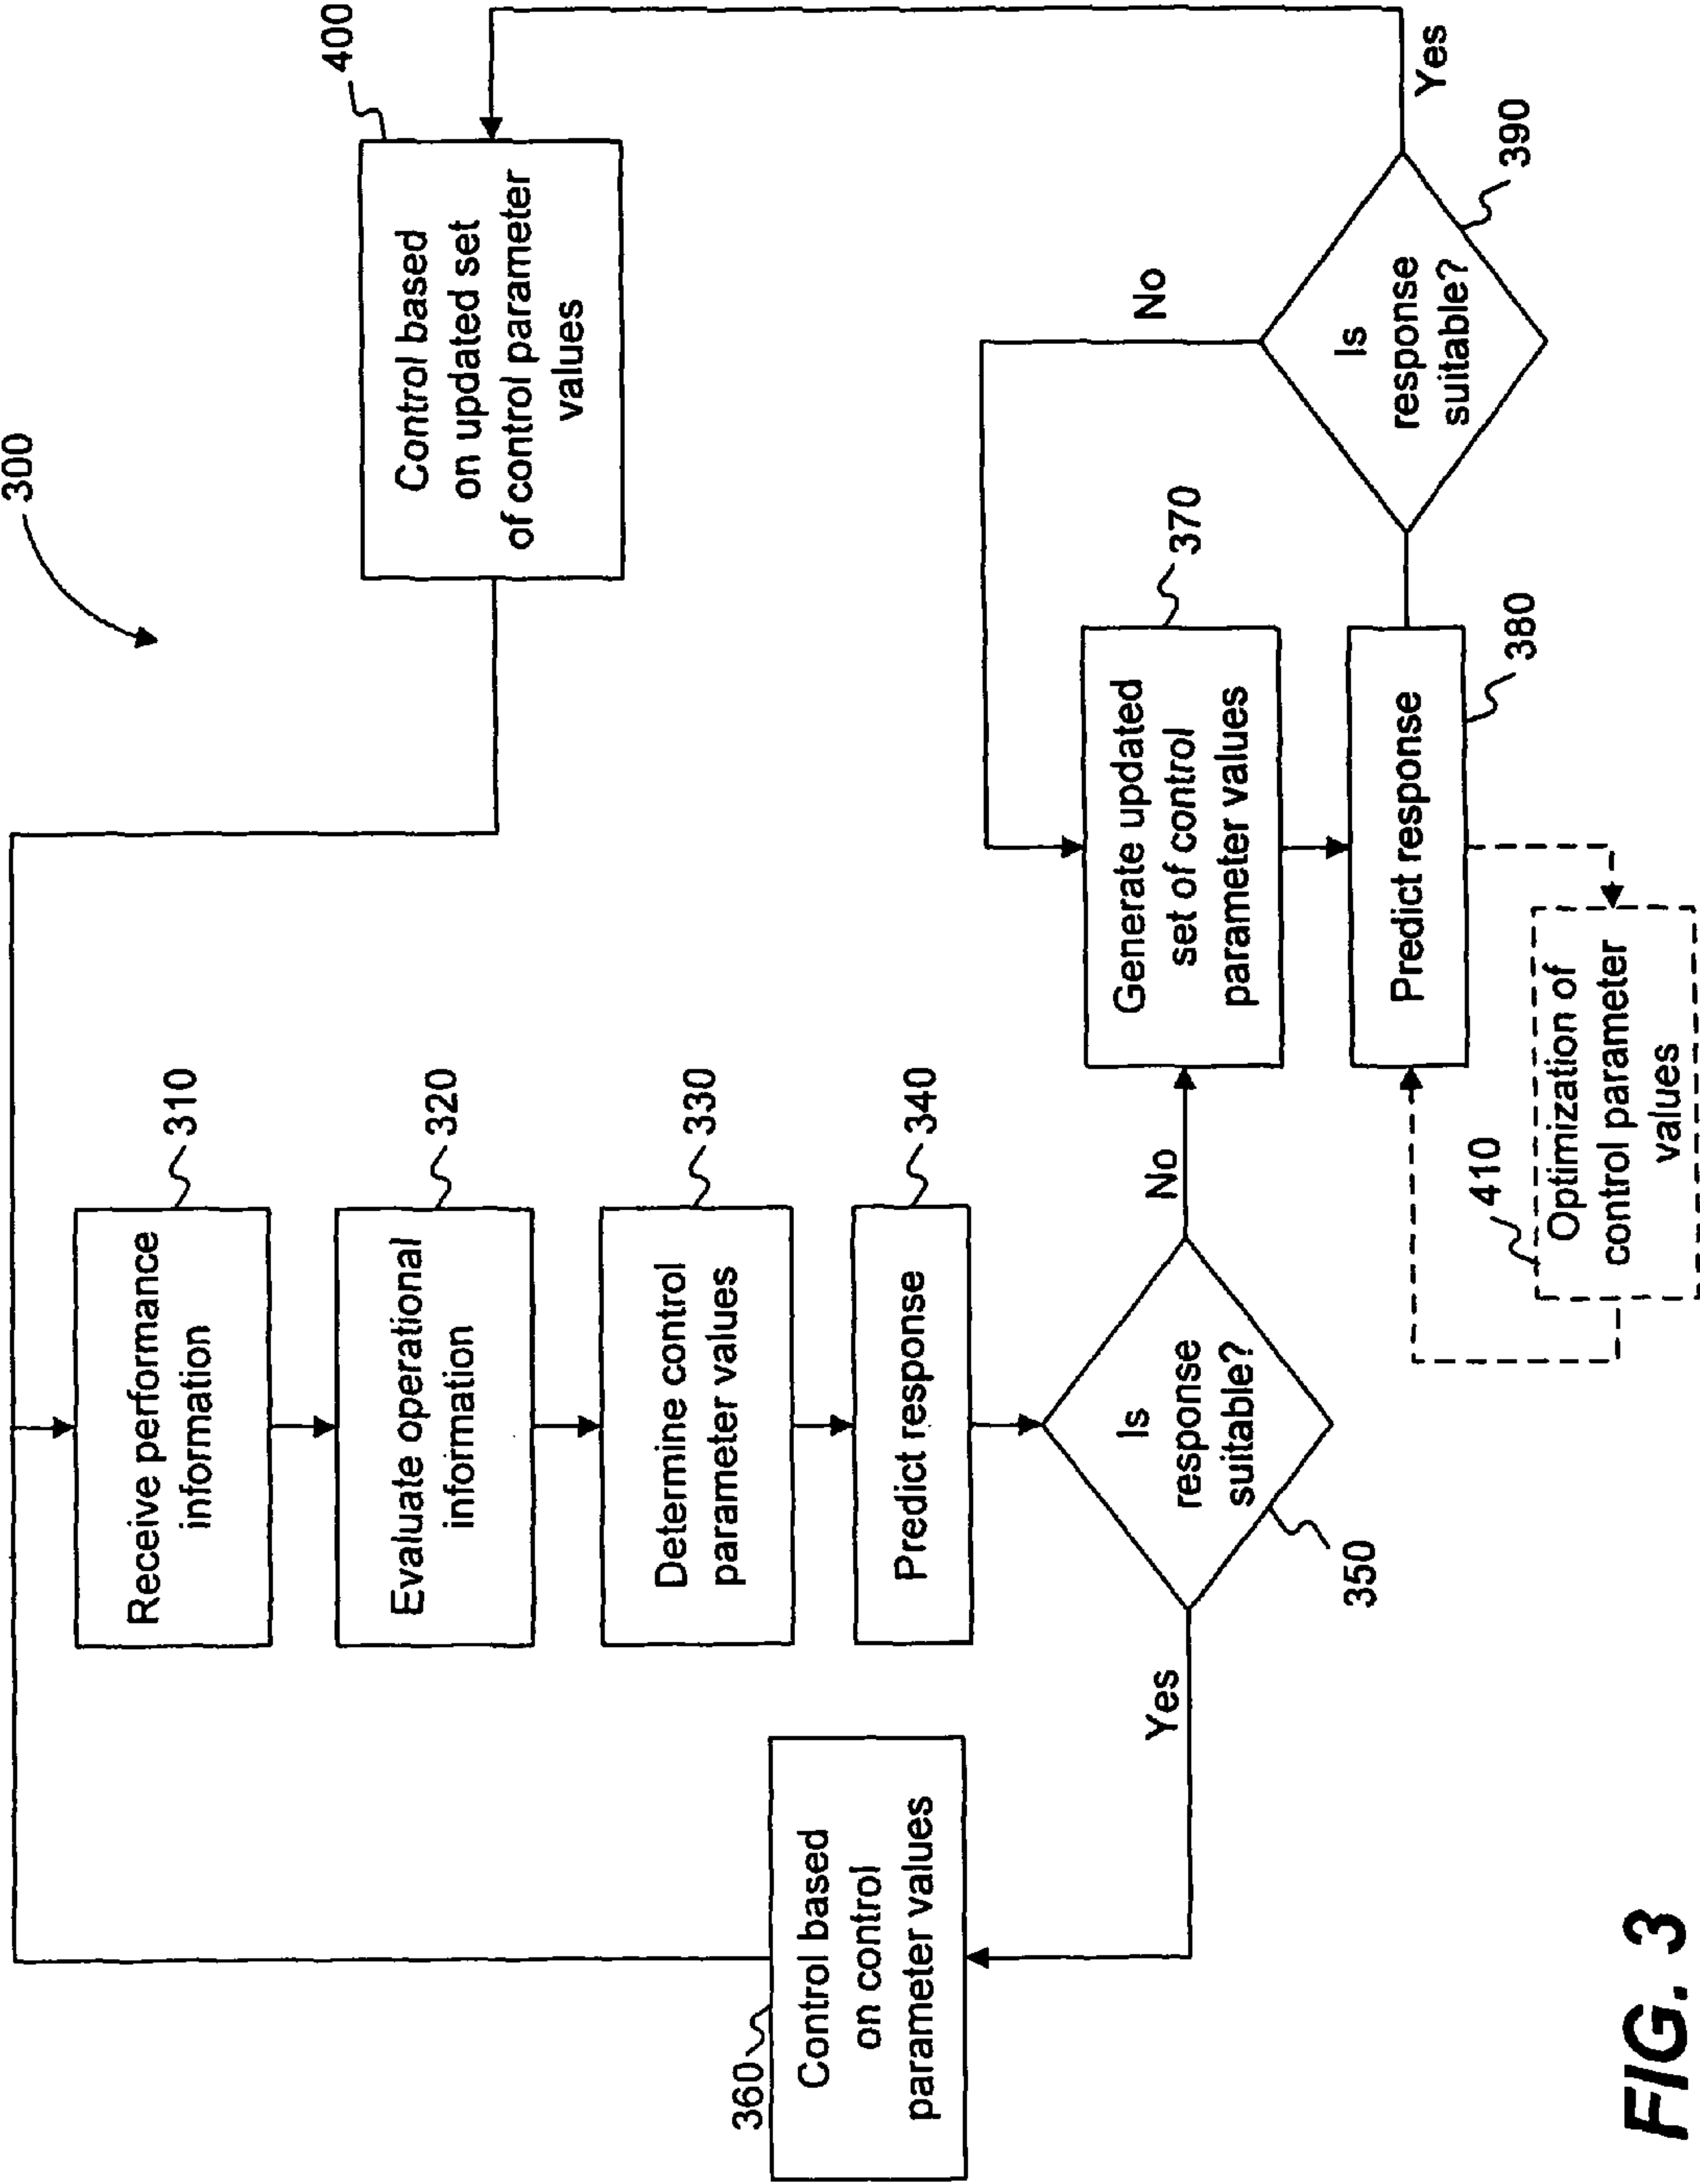 300
400
Control based
on updated set
of control parameter
values
Receive performance
information
310
Evaluate operational
information
320
Determine control
parameter values
330
Predict response
340
Is
response
suitable?
350
Yes
No
360
Control based
on control
parameter values
Generate updated
set of control
parameter values
370
Predict response
380
Is
response
suitable?
390
No
Yes
410
Optimization of
control parameter
values
FIG. 3